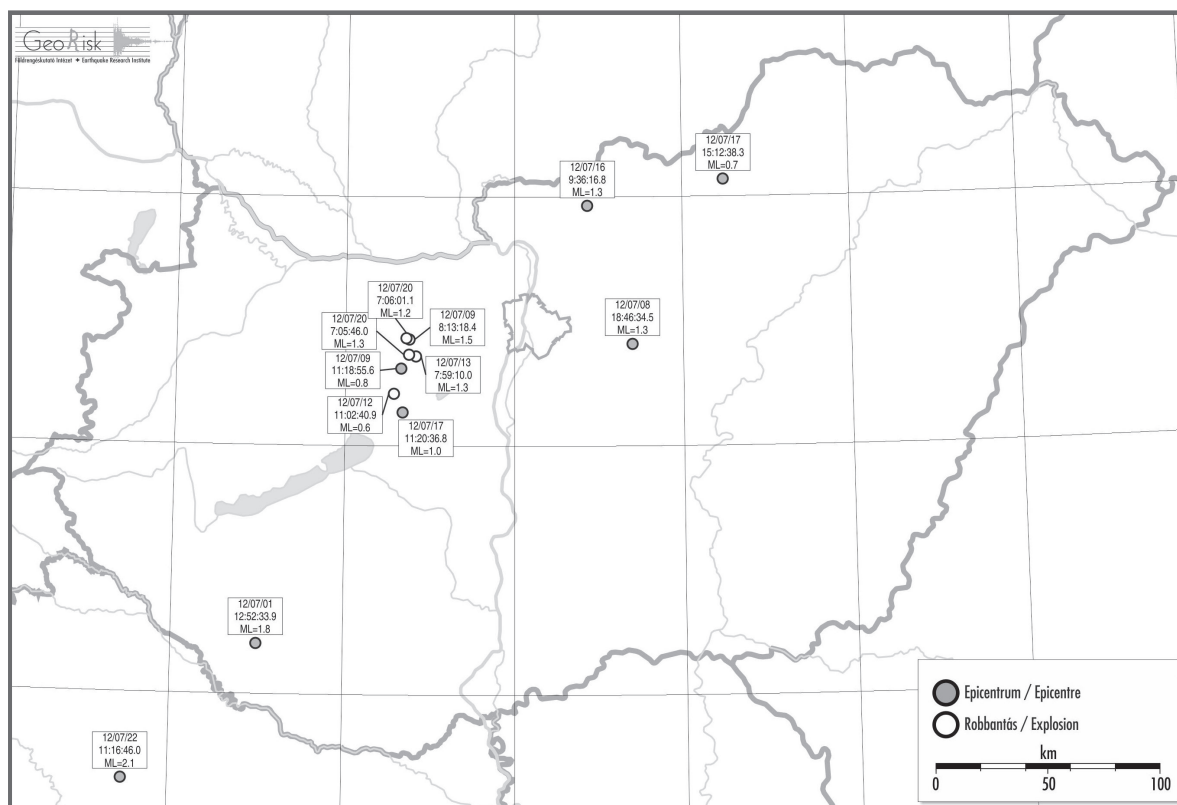 GeoRisk
Földrengéskutató Intézet ✦ Earthquake Research Institute
12/07/17
15:12:38.3
ML=0.7
12/07/16
9:36:16.8
ML=1.3
12/07/20
7:06:01.1
ML=1.2
12/07/20
7:05:46.0
ML=1.3
12/07/09
8:13:18.4
ML=1.5
12/07/08
18:46:34.5
ML=1.3
12/07/09
11:18:55.6
ML=0.8
12/07/13
7:59:10.0
ML=1.3
12/07/12
11:02:40.9
ML=0.6
12/07/17
11:20:36.8
ML=1.0
12/07/01
12:52:33.9
ML=1.8
12/07/22
11:16:46.0
ML=2.1
Epicentrum / Epicentre
Robbantás / Explosion
km
0 50 100